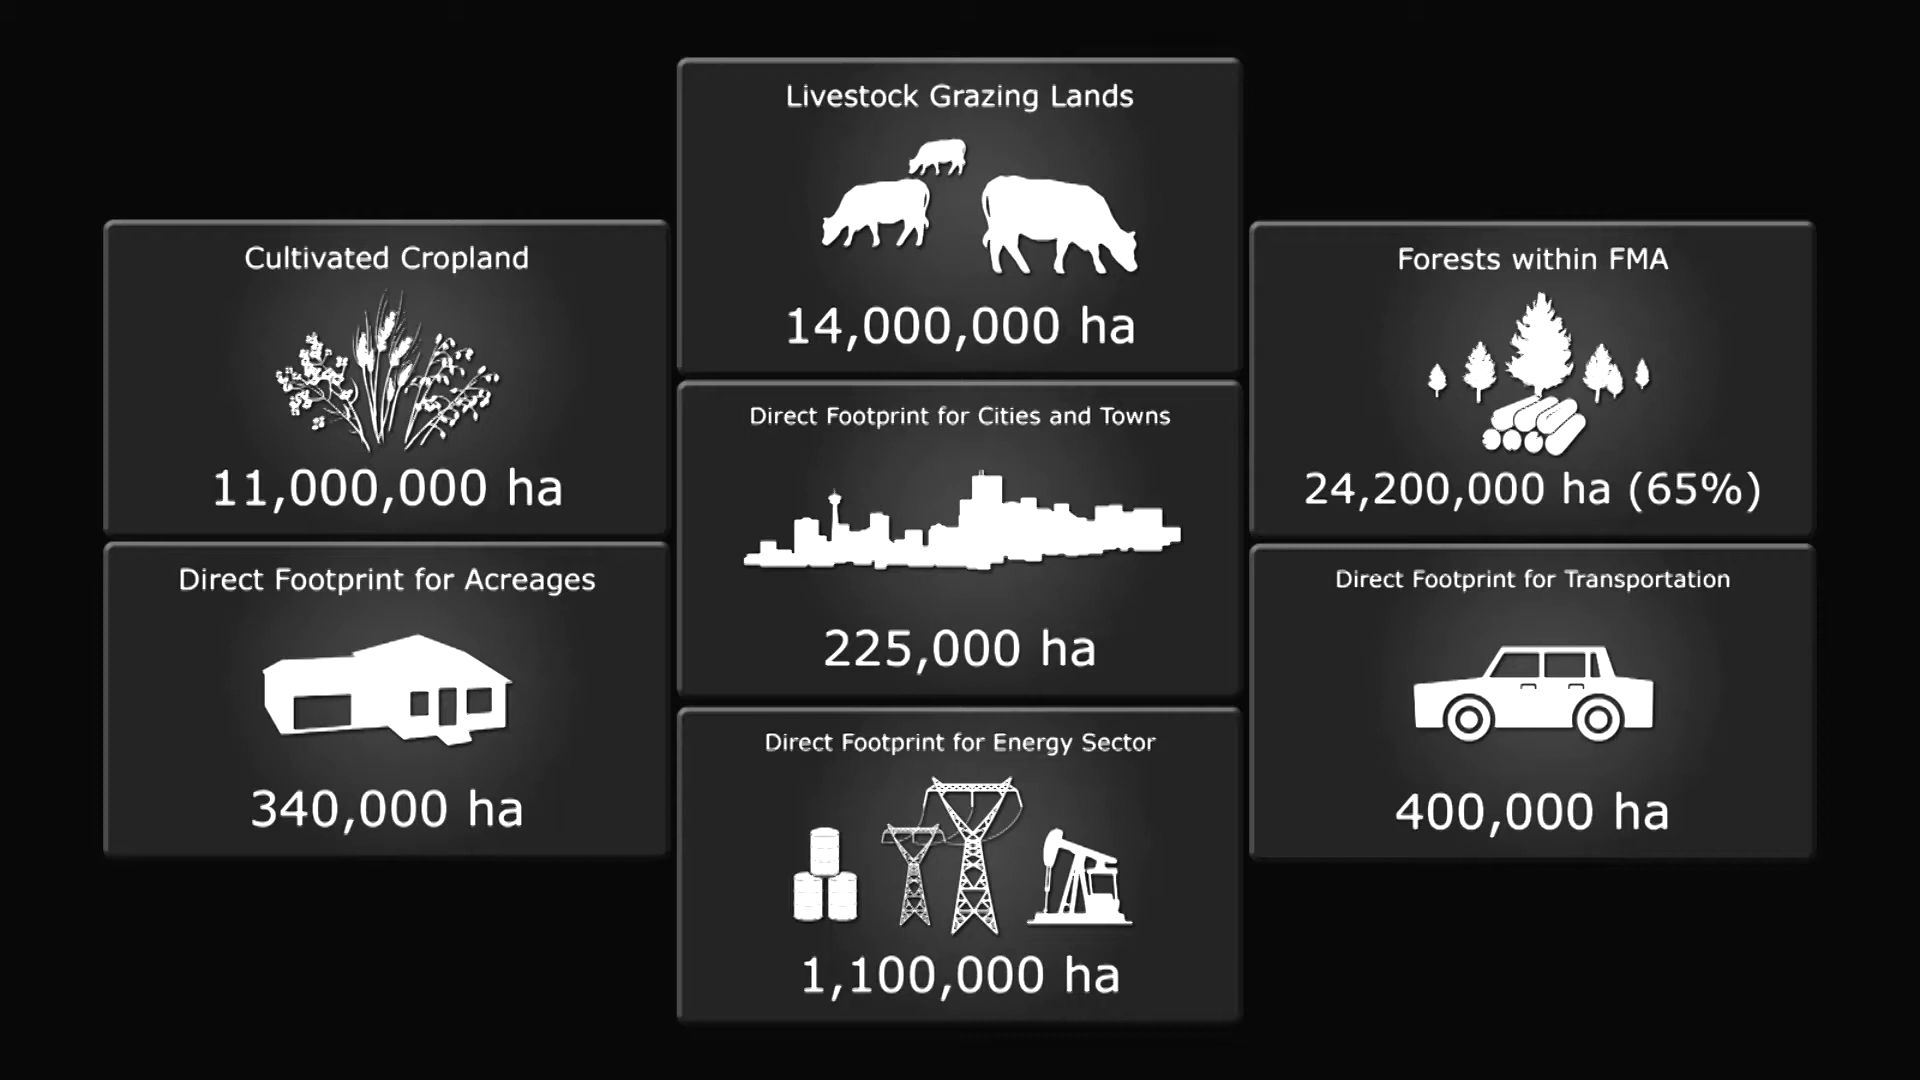 Livestock Grazing Lands
14,000,000 ha
Cultivated Cropland
11,000,000 ha
Forests within FMA
24,200,000 ha (65%)
Direct Footprint for Cities and Towns
225,000 ha
Direct Footprint for Acreages
340,000 ha
Direct Footprint for Transportation
400,000 ha
Direct Footprint for Energy Sector
1,100,000 ha